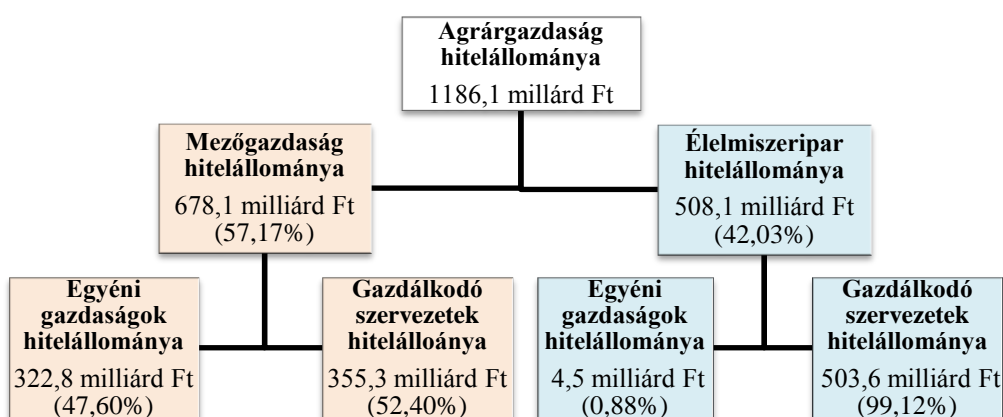 Agrárgazdaság
hitelállománya
1186,1 millárd Ft
Mezőgazdaság
hitelállománya
678,1 milliárd Ft
(57,17%)
Élelmiszeripar
hitelállománya
508,1 milliárd Ft
(42,03%)
Egyéni
gazdaságok
hitelállománya
322,8 milliárd Ft
(47,60%)
Gazdálkodó
szervezetek
hitelálloánya
355,3 milliárd Ft
(52,40%)
Egyéni
gazdaságok
hitelállománya
4,5 milliárd Ft
(0,88%)
Gazdálkodó
szervezetek
hitelállománya
503,6 milliárd Ft
(99,12%)